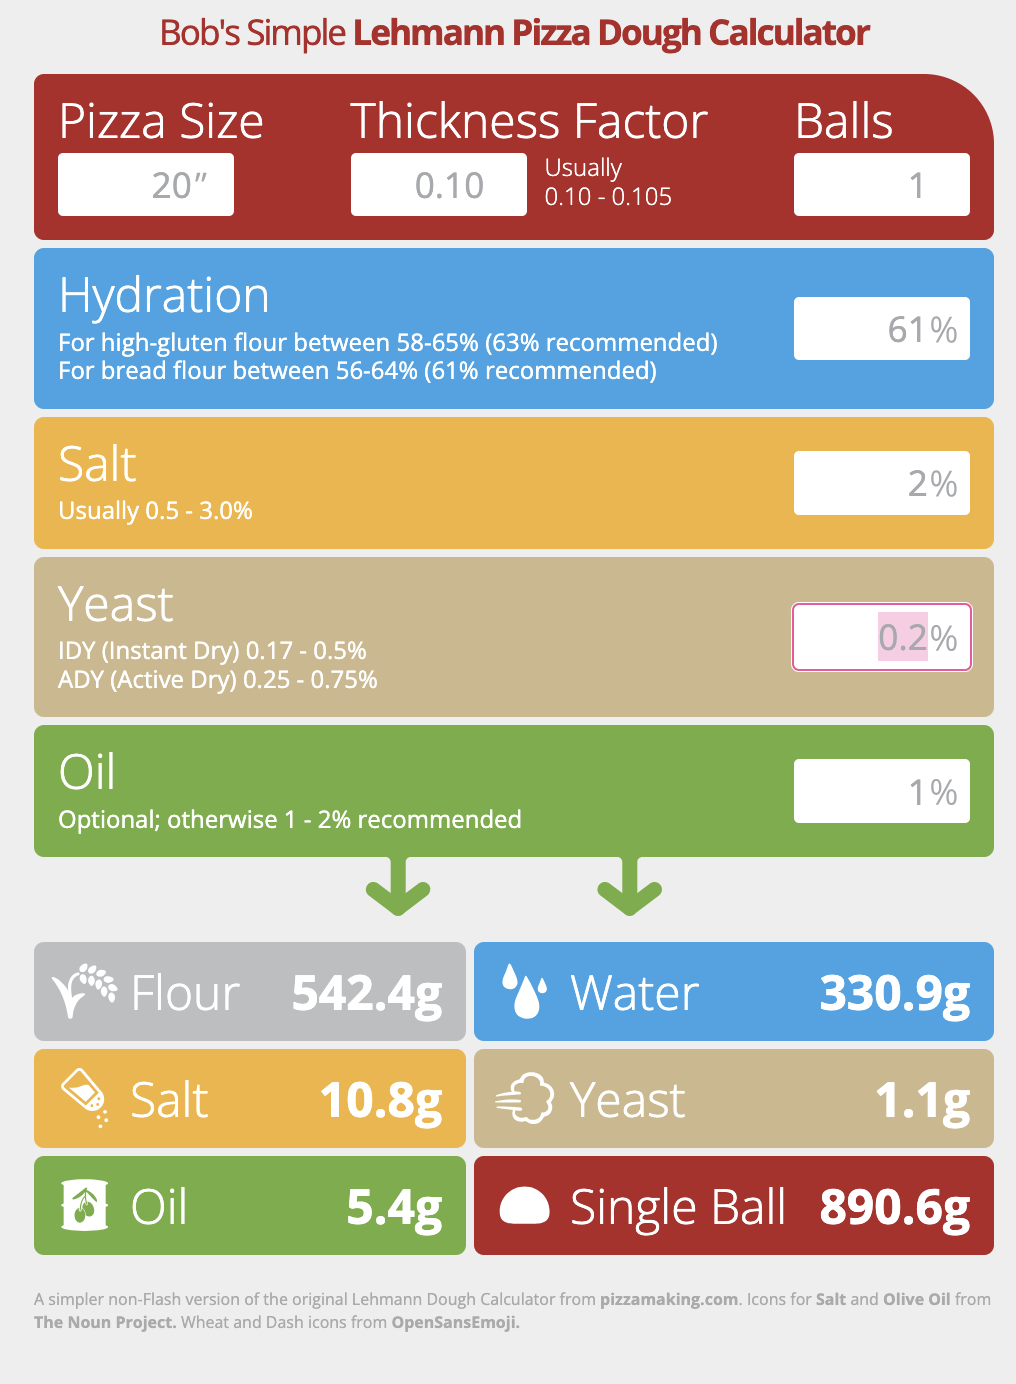 Bob's Simple Lehmann Pizza Dough Calculator
Pizza Size
Thickness Factor
Balls
20”
0.10
Usually
0.10 - 0.105
1
Hydration
For high-gluten flour between 58-65% (63% recommended)
For bread flour between 56-64% (61% recommended)
61%
Salt
Usually 0.5 - 3.0%
2%
Yeast
IDY (Instant Dry) 0.17 - 0.5%
ADY (Active Dry) 0.25 - 0.75%
0.2%
Oil
Optional; otherwise 1 - 2% recommended
1%
Flour 542.4g
Water 330.9g
Salt 10.8g
Yeast 1.1g
Oil 5.4g
Single Ball 890.6g
A simpler non-Flash version of the original Lehmann Dough Calculator from pizzamaking.com. Icons for Salt and Olive Oil from
The Noun Project. Wheat and Dash icons from OpenSansEmoji.